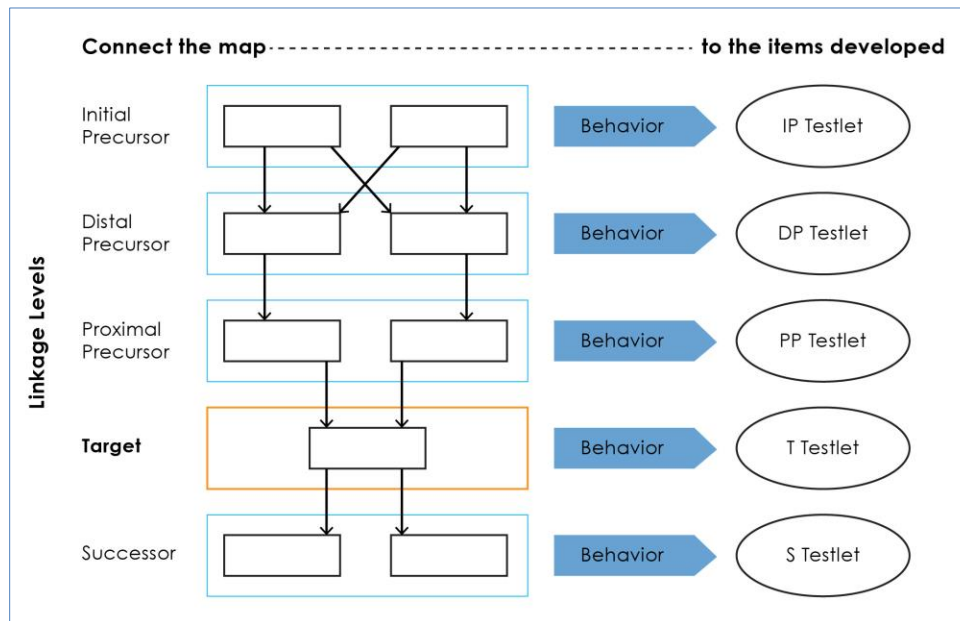 Connect the map
to the items developed
Linkage Levels
Initial
Precursor
Behavior
IP Testlet
Distal
Precursor
Behavior
DP Testlet
Proximal
Precursor
Behavior
PP Testlet
Target
Behavior
T Testlet
Successor
Behavior
S Testlet